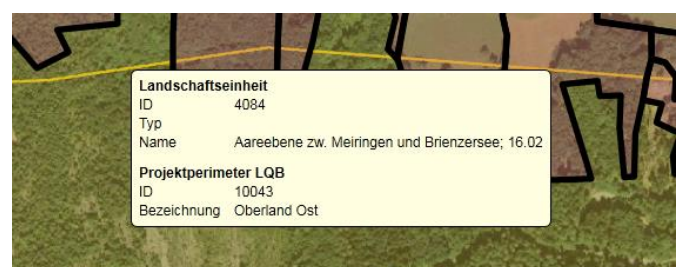 Landschaftseinheit
ID 4084
Typ
Name Aareebene zw. Meiringen und Brienzersee; 16.02
Projektperimeter LQB
ID 10043
Bezeichnung Oberland Ost